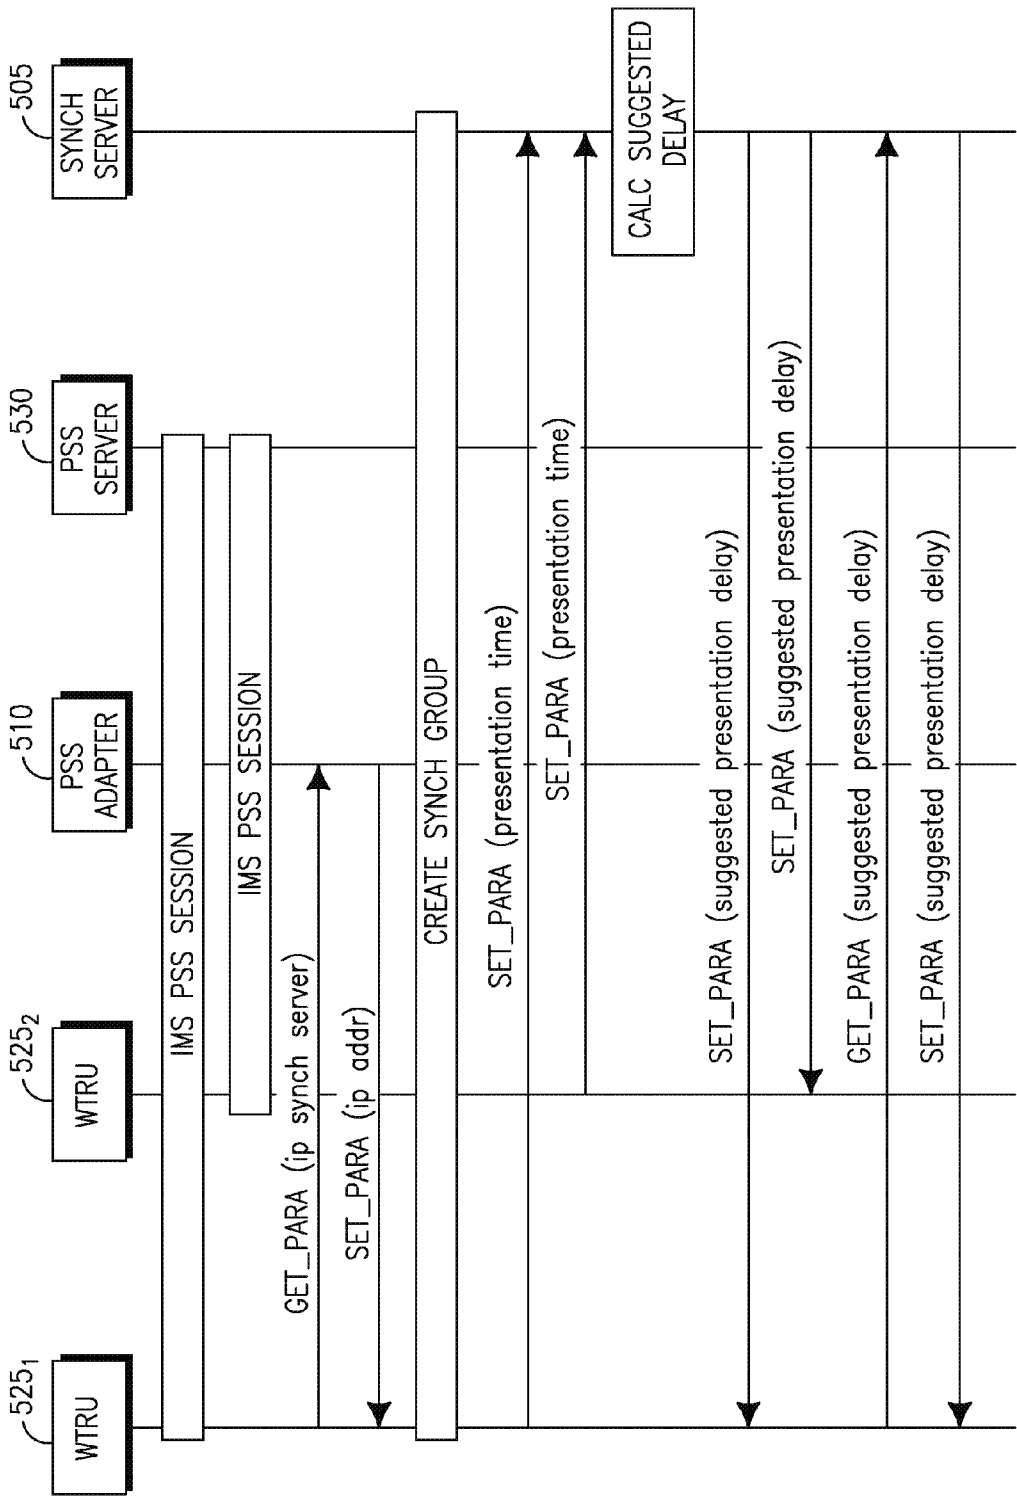 525₁
WTRU
525₂
WTRU
510
PSS
ADAPTER
530
PSS
SERVER
505
SYNCH
SERVER
IMS PSS SESSION
IMS PSS SESSION
GET_PARA (ip synch server)
SET_PARA (ip addr)
CREATE SYNCH GROUP
SET_PARA (presentation time)
SET_PARA (presentation time)
CALC SUGGESTED
DELAY
SET_PARA (suggested presentation delay)
SET_PARA (suggested presentation delay)
GET_PARA (suggested presentation delay)
SET_PARA (suggested presentation delay)